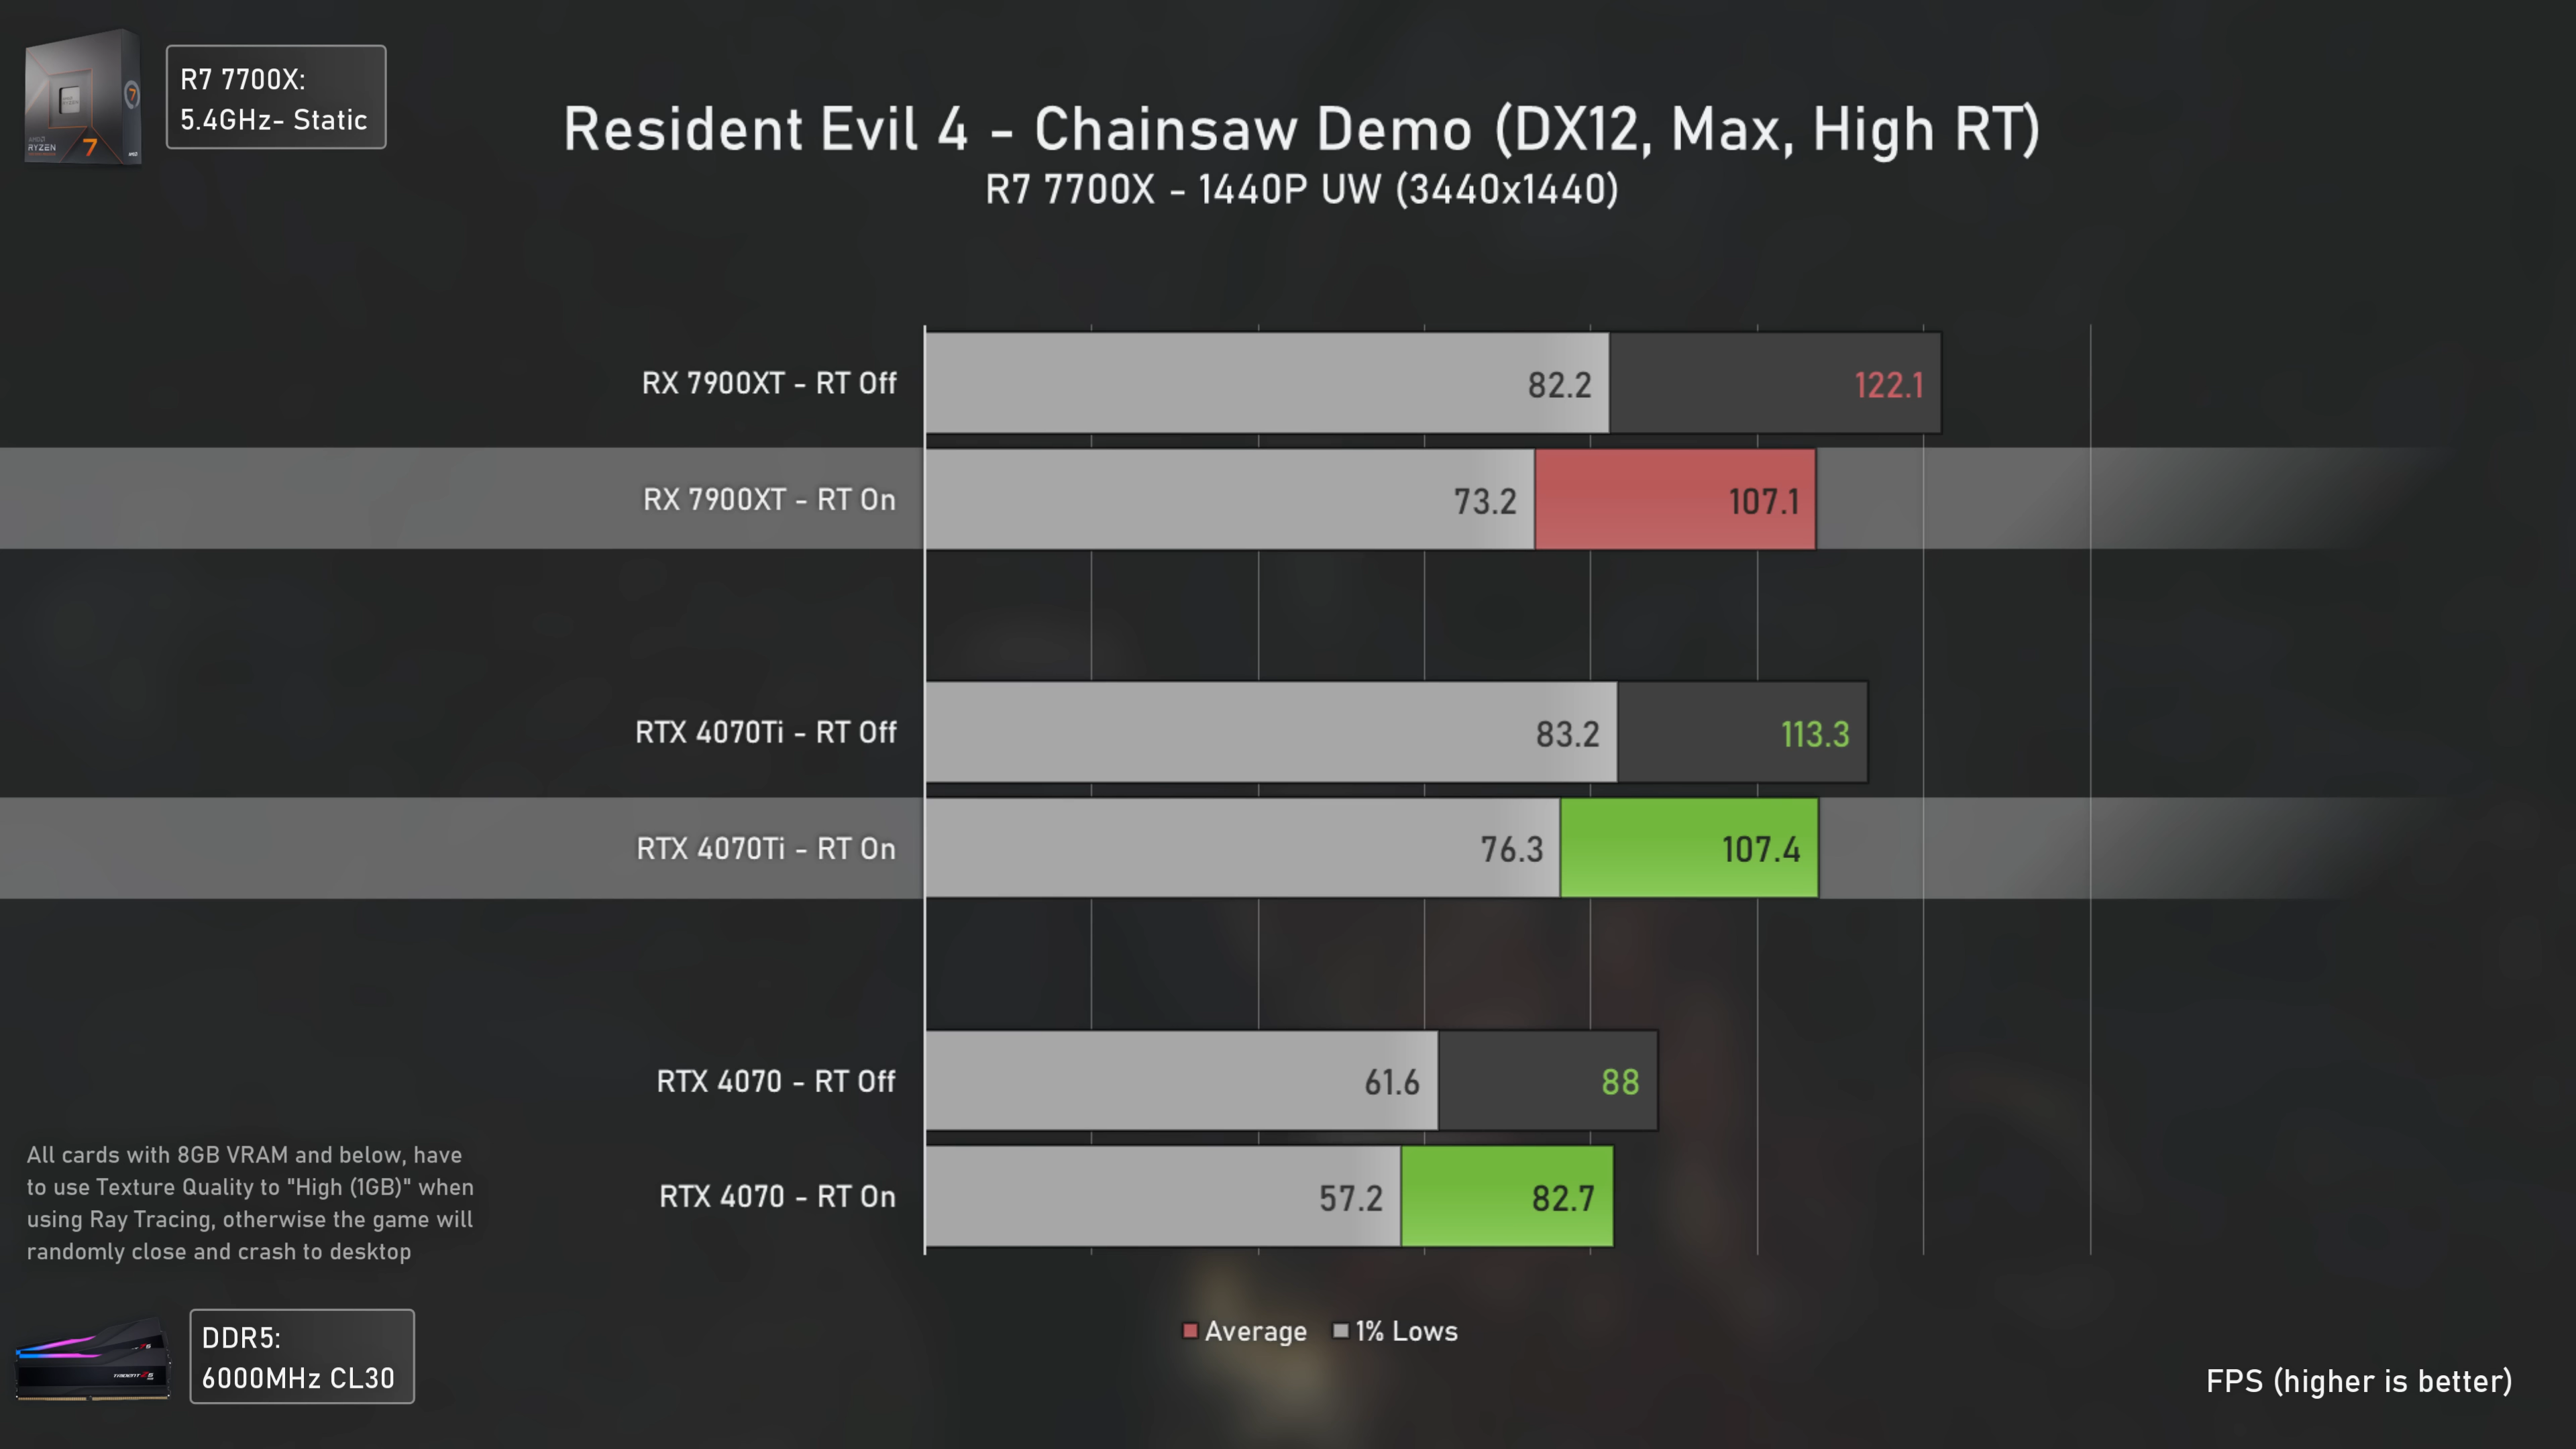 R7 7700X:
5.4GHz- Static
RYZEN
7
7
Resident Evil 4 - Chainsaw Demo (DX12, Max, High RT)
R7 7700X - 1440P UW (3440x1440)
RX 7900XT - RT Off
82.2
122.1
RX 7900XT - RT On
73.2
107.1
RTX 4070Ti - RT Off
83.2
113.3
RTX 4070Ti - RT On
76.3
107.4
RTX 4070 - RT Off
61.6
88
RTX 4070 - RT On
57.2
82.7
All cards with 8GB VRAM and below, have
to use Texture Quality to "High (1GB)" when
using Ray Tracing, otherwise the game will
randomly close and crash to desktop
DDR5:
6000MHz CL30
Average
1% Lows
FPS (higher is better)